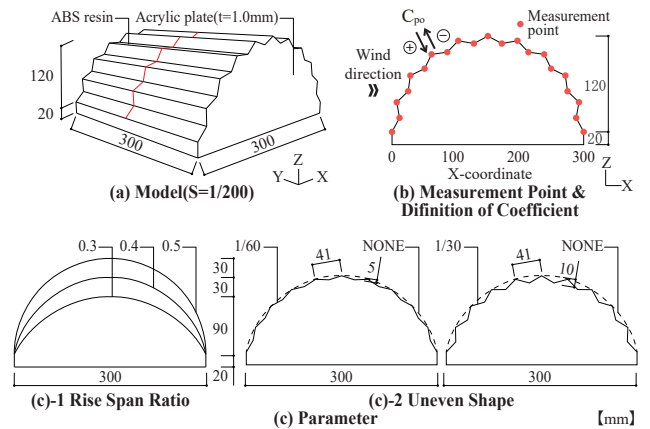 ABS resin
Acrylic plate(t=1.0mm)
120
20
300
300
Z
Y
X
(a) Model(S=1/200)
Cpo
+
−
Measurement
point
Wind
direction
120
20
0
100
200
300
X-coordinate
Z
X
(b) Measurement Point &
Difinition of Coefficient
0.3
0.4
0.5
30
30
90
20
300
(c)-1 Rise Span Ratio
1/60
41
NONE
5
300
1/30
41
NONE
10
300
(c)-2 Uneven Shape
(c) Parameter
【mm】